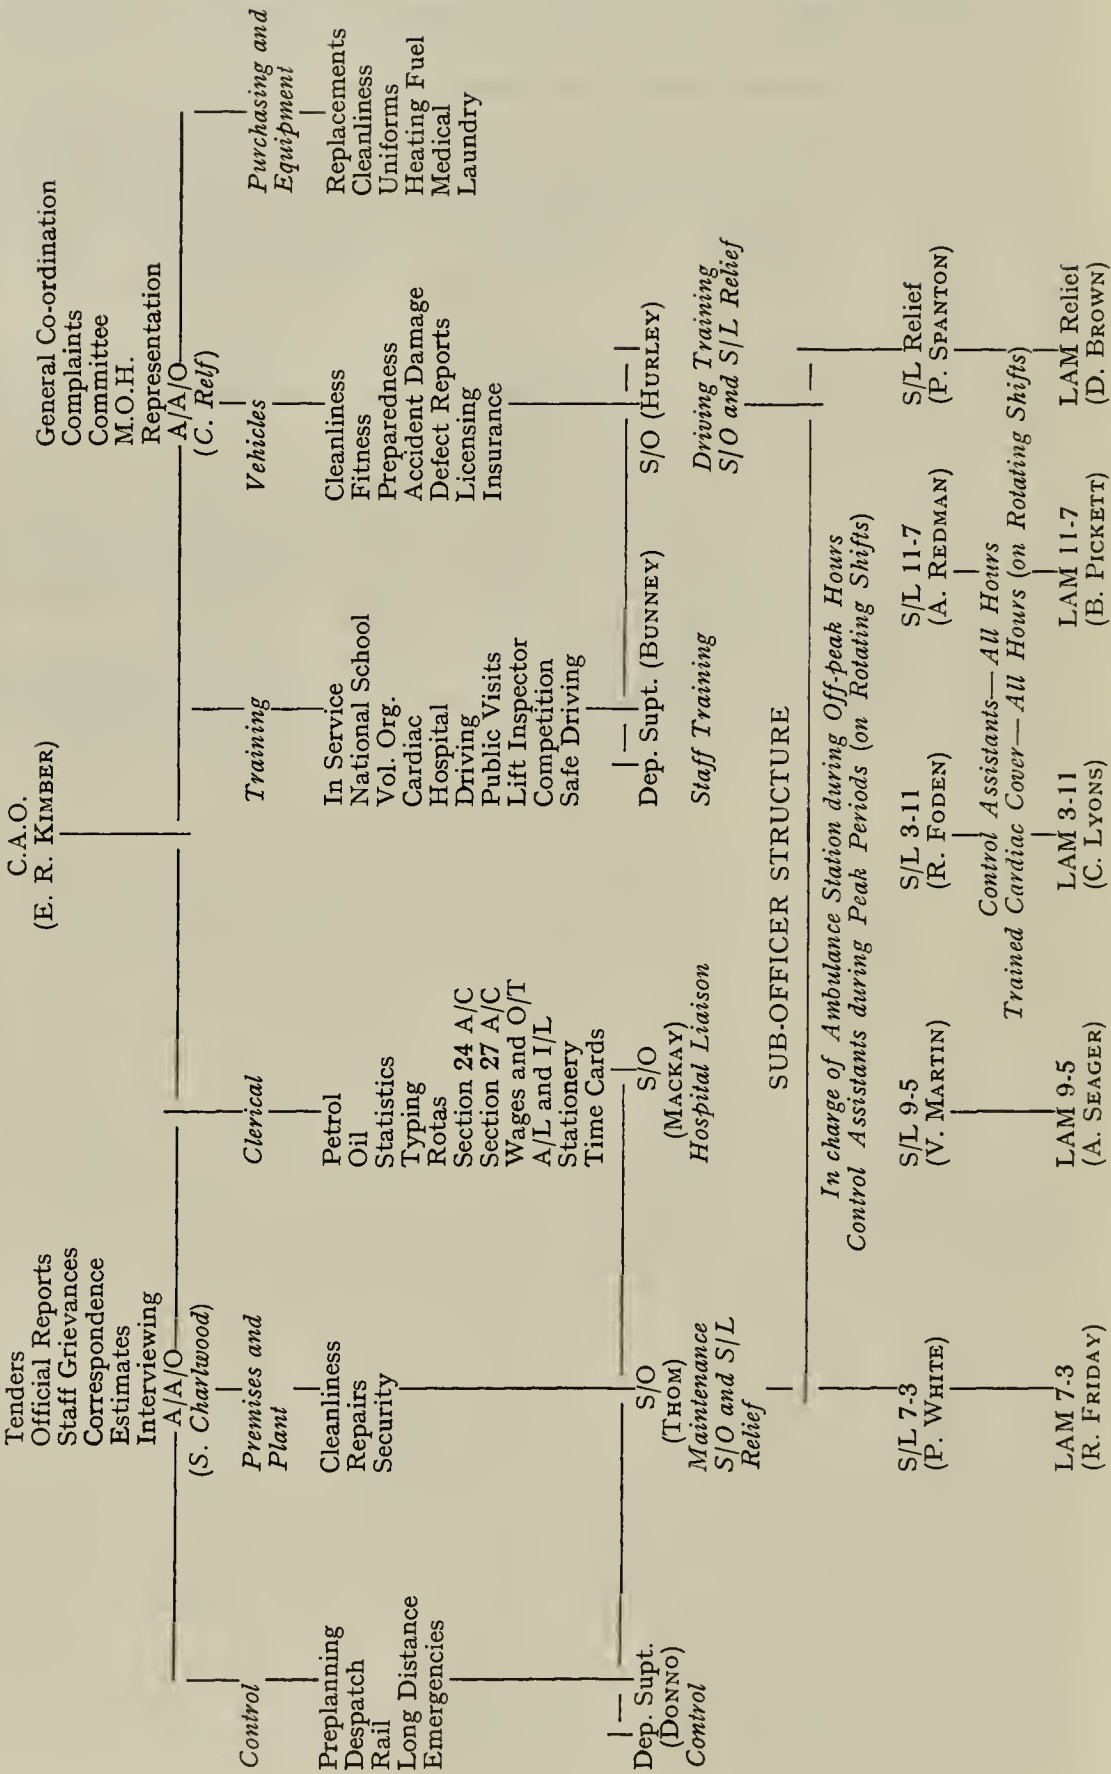 C.A.O.
(E. R. KIMBER)
Tenders
Official Reports
Staff Grievances
Correspondence
Estimates
Interviewing
A/A/O
(S. Charlwood)
General Co-ordination
Complaints
Committee
M.O.H.
Representation
A/A/O
(C. Relf)
Control
Preplanning
Despatch
Rail
Long Distance
Emergencies
Premises and
Plant
Cleanliness
Repairs
Security
Clerical
Petrol
Oil
Statistics
Typing
Rotas
Section 24 A/C
Section 27 A/C
Wages and O/T
A/L and I/L
Stationery
Time Cards
Training
In Service
National School
Vol. Org.
Cardiac
Hospital
Driving
Public Visits
Lift Inspector
Competition
Safe Driving
Vehicles
Cleanliness
Fitness
Preparedness
Accident Damage
Defect Reports
Licensing
Insurance
Purchasing and
Equipment
Replacements
Cleanliness
Uniforms
Heating Fuel
Medical
Laundry
Dep. Supt.
(DONNO)
Control
S/O
(THOM)
Maintenance
S/O and S/L
Relief
S/O
(MACKAY)
Hospital Liaison
Dep. Supt. (BUNNEY)
Staff Training
S/O (HURLEY)
Driving Training
S/O and S/L Relief
SUB-OFFICER STRUCTURE
In charge of Ambulance Station during Off-peak Hours
Control Assistants during Peak Periods (on Rotating Shifts)
S/L 7-3
(P. WHITE)
S/L 9-5
(V. MARTIN)
S/L 3-11
(R. FODEN)
S/L 11-7
(A. REDMAN)
S/L Relief
(P. SPANTON)
Control Assistants—All Hours
Trained Cardiac Cover—All Hours (on Rotating Shifts)
LAM 7-3
(R. FRIDAY)
LAM 9-5
(A. SEAGER)
LAM 3-11
(C. LYONS)
LAM 11-7
(B. PICKETT)
LAM Relief
(D. BROWN)